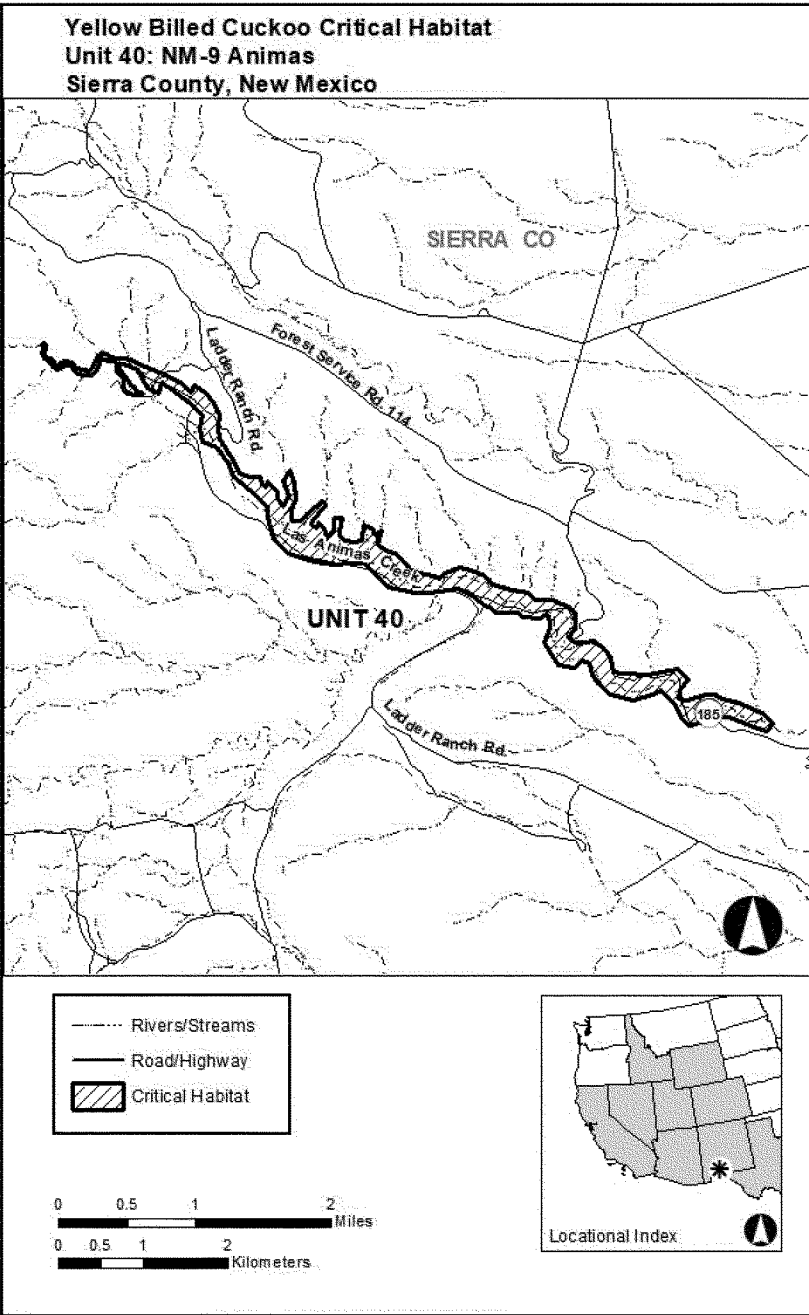 Yellow Billed Cuckoo Critical Habitat
Unit 40: NM-9 Animas
Sierra County, New Mexico
SIERRA CO
Ladder Ranch Rd.
Forest Service Rd. 114
Las Animas Creek
UNIT 40
185
Ladder Ranch Rd.
Rivers/Streams
Road/Highway
Critical Habitat
0 0.5 1 2
Miles
0 0.5 1 2
Kilometers
Locational Index